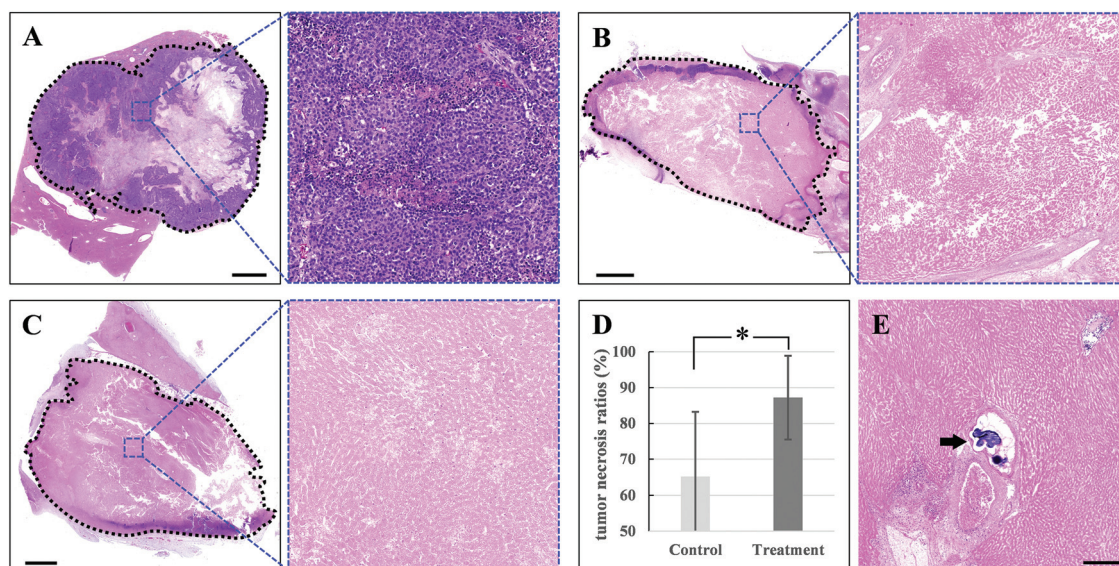 A
B
C
D
*
tumor necrosis ratios (%)
100
90
80
70
60
50
Control
Treatment
E